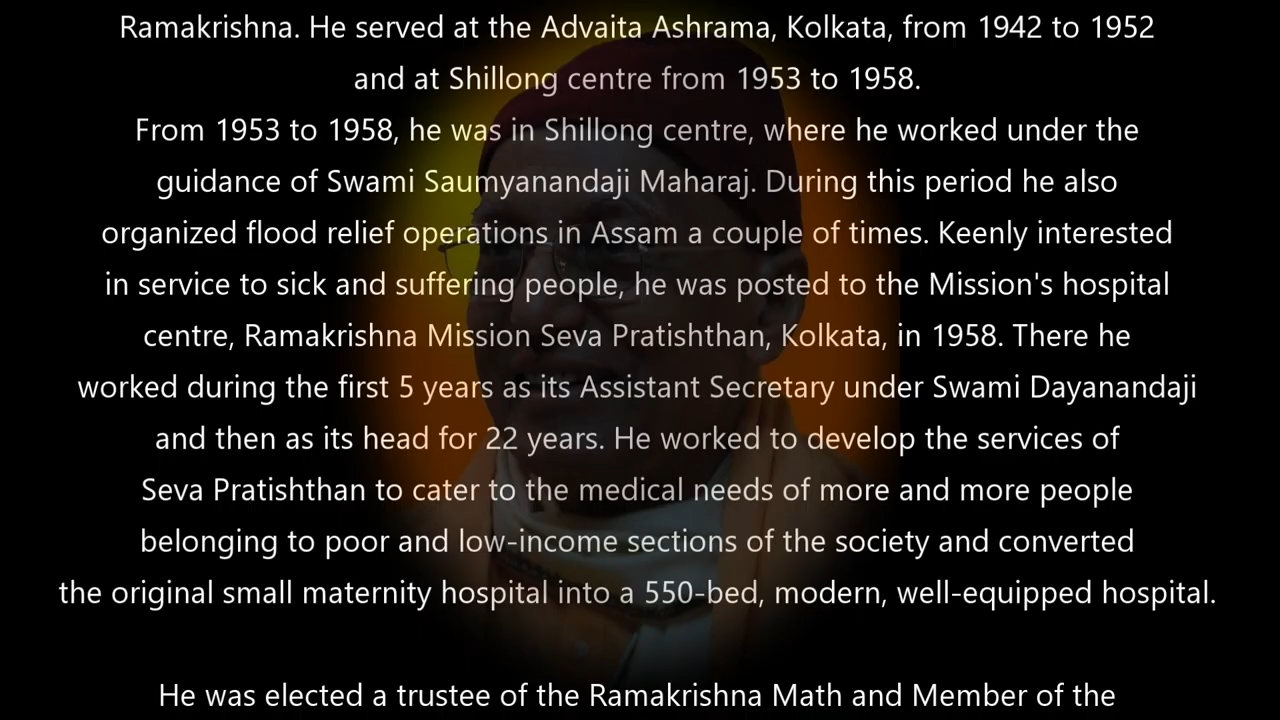 Ramakrishna. He served at the Advaita Ashrama, Kolkata, from 1942 to 1952
and at Shillong centre from 1953 to 1958.
From 1953 to 1958, he was in Shillong centre, where he worked under the
guidance of Swami Saumyanandaji Maharaj. During this period he also
organized flood relief operations in Assam a couple of times. Keenly interested
in service to sick and suffering people, he was posted to the Mission's hospital
centre, Ramakrishna Mission Seva Pratishthan, Kolkata, in 1958. There he
worked during the first 5 years as its Assistant Secretary under Swami Dayanandaji
and then as its head for 22 years. He worked to develop the services of
Seva Pratishthan to cater to the medical needs of more and more people
belonging to poor and low-income sections of the society and converted
the original small maternity hospital into a 550-bed, modern, well-equipped hospital.
He was elected a trustee of the Ramakrishna Math and Member of the